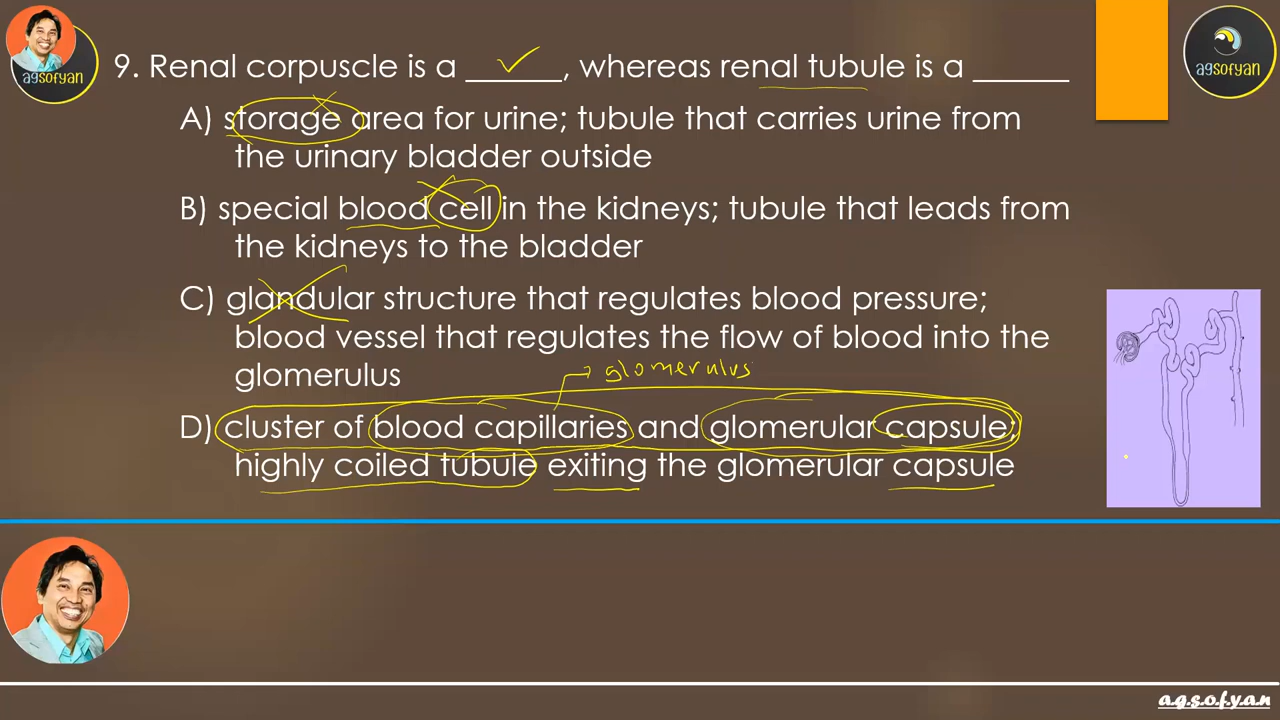 agsofyan
agsofyan
9. Renal corpuscle is a ______, whereas renal tubule is a ______
A) storage area for urine; tubule that carries urine from
the urinary bladder outside
B) special blood cell in the kidneys; tubule that leads from
the kidneys to the bladder
C) glandular structure that regulates blood pressure;
blood vessel that regulates the flow of blood into the
glomerulus
glomerulus
D) cluster of blood capillaries and glomerular capsule;
highly coiled tubule exiting the glomerular capsule
a.g.s.o.f.y.a.n